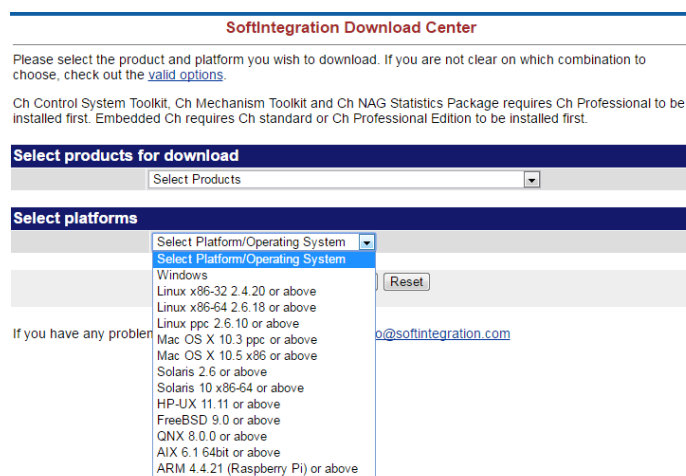 SoftIntegration Download Center
Please select the product and platform you wish to download. If you are not clear on which combination to
choose, check out the valid options.
Ch Control System Toolkit, Ch Mechanism Toolkit and Ch NAG Statistics Package requires Ch Professional to be
installed first. Embedded Ch requires Ch standard or Ch Professional Edition to be installed first.
Select products for download
Select Products
Select platforms
Select Platform/Operating System
Select Platform/Operating System
Windows
Reset
Linux x86-32 2.4.20 or above
Linux x86-64 2.6.18 or above
Linux ppc 2.6.10 or above
If you have any problem o@softintegration.com
Mac OS X 10.3 ppc or above
Mac OS X 10.5 x86 or above
Solaris 2.6 or above
Solaris 10 x86-64 or above
HP-UX 11.11 or above
FreeBSD 9.0 or above
QNX 8.0.0 or above
AIX 6.1 64bit or above
ARM 4.4.21 (Raspberry Pi) or above